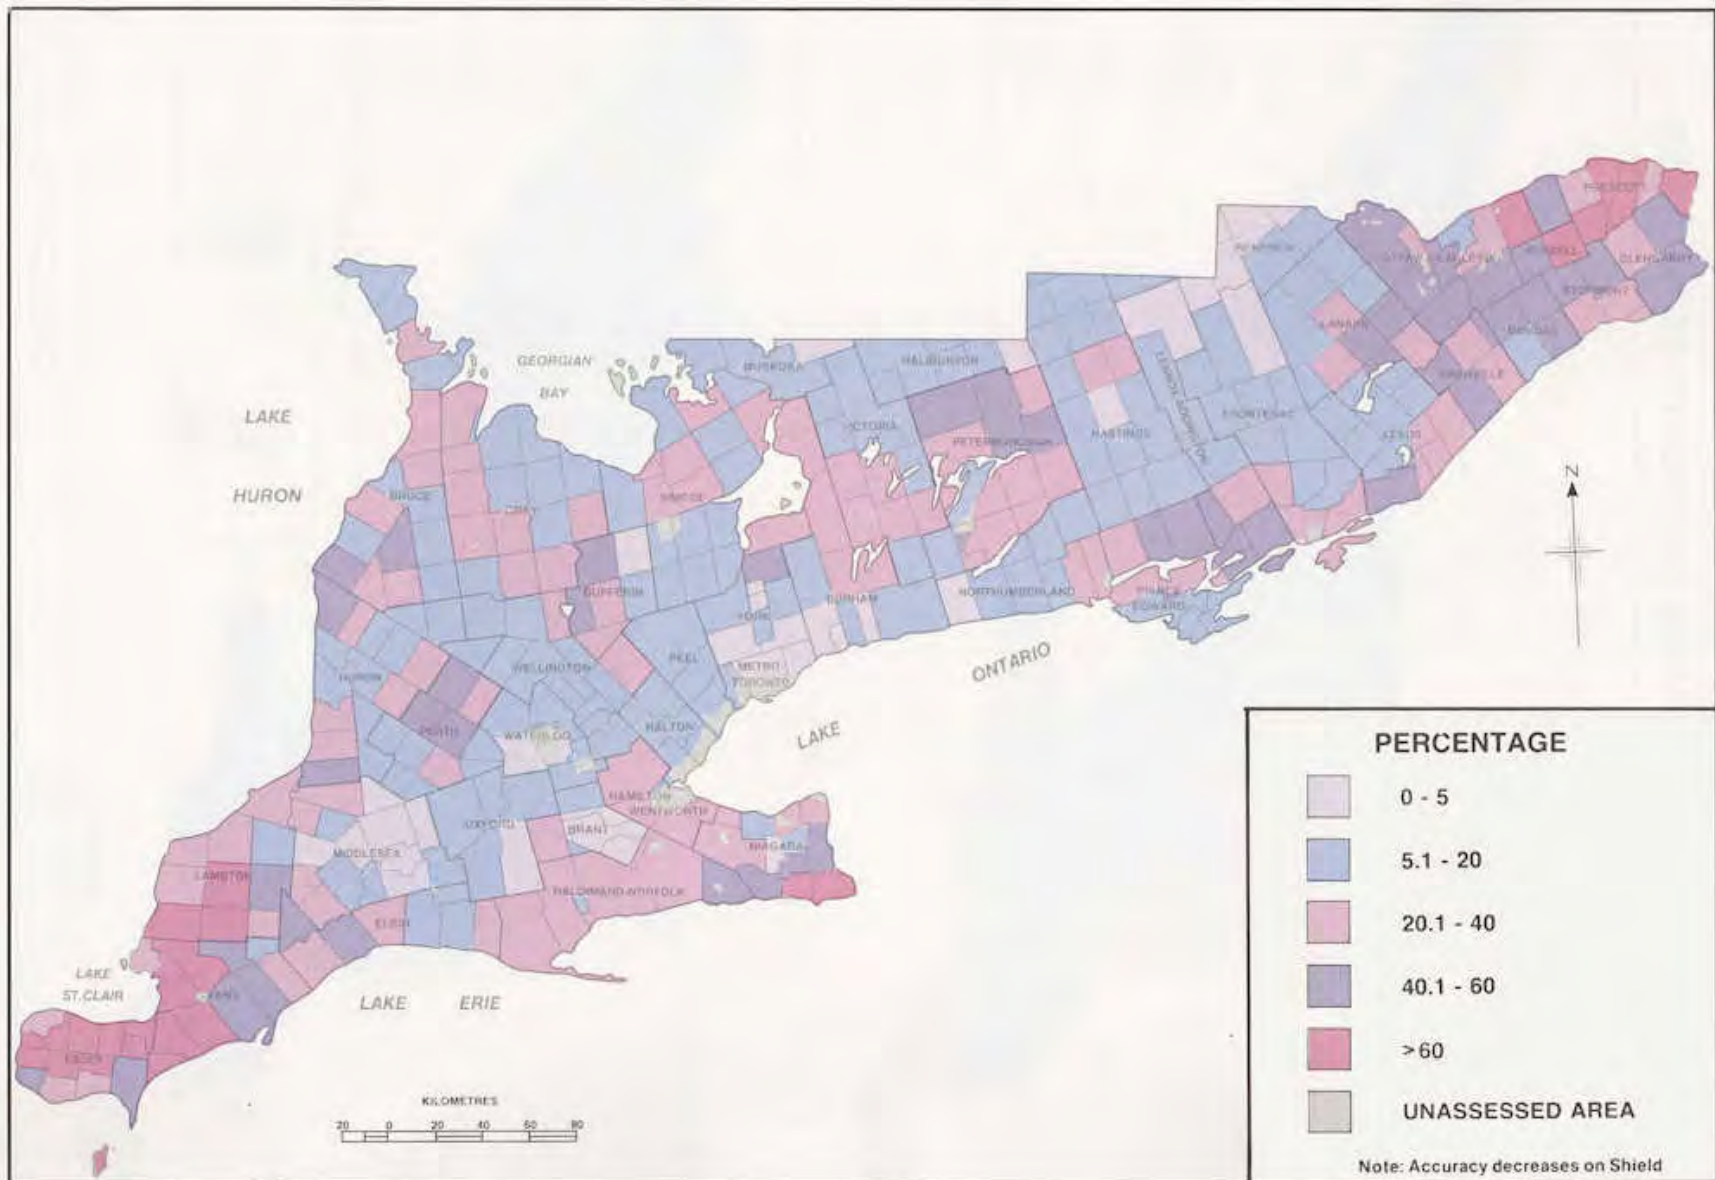 PRESCOTT
RENFREW
OTTAWA-CARLETON
RUSSELL
GLENGARRY
STORMONT
LANARK
DUNDAS
GEORGIAN
BAY
MUSKOKA
HALIBURTON
GRENVILLE
LAKE
HURON
VICTORIA
PETERBOROUGH
HASTINGS
LENNOX & ADDINGTON
FRONTENAC
LEEDS
BRUCE
GREY
SIMCOE
N
DUFFERIN
DURHAM
NORTHUMBERLAND
PRINCE
EDWARD
YORK
HURON
WELLINGTON
PEEL
METRO
TORONTO
LAKE
ONTARIO
PERTH
WATERLOO
HALTON
HAMILTON
WENTWORTH
OXFORD
BRANT
MIDDLESEX
NIAGARA
LAMBTON
HALDIMAND-NORFOLK
ELGIN
LAKE
ST. CLAIR
KENT
LAKE ERIE
ESSEX
KILOMETRES
20 0 20 40 60 80
PERCENTAGE
0 - 5
5.1 - 20
20.1 - 40
40.1 - 60
>60
UNASSESSED AREA
Note: Accuracy decreases on Shield